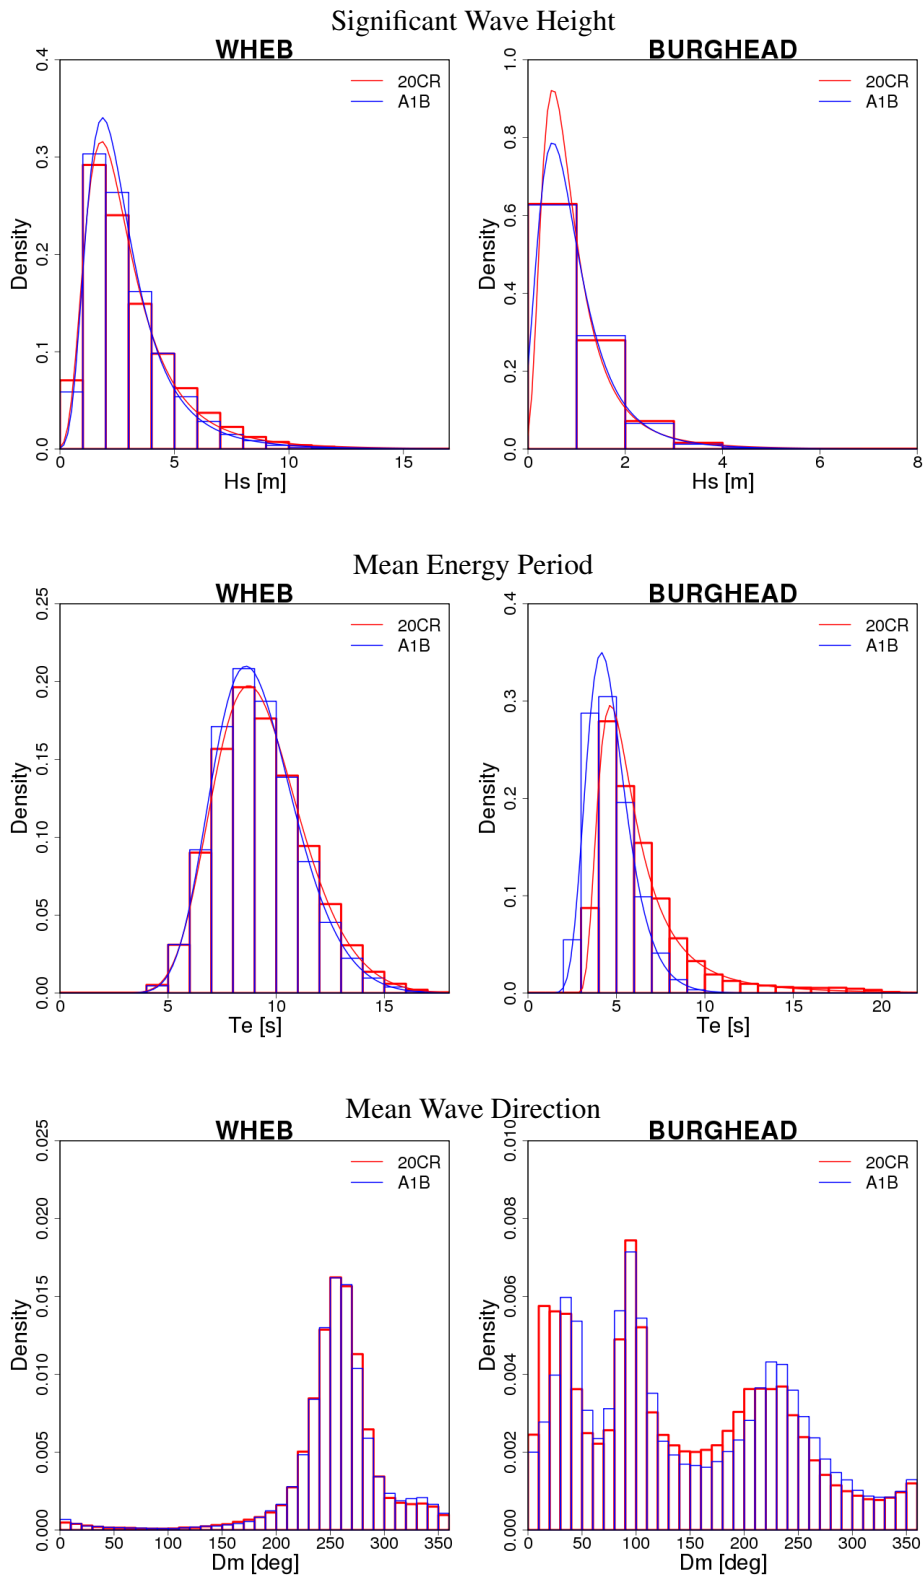 Significant Wave Height
WHEB
BURGHEAD
20CR
A1B
20CR
A1B
Density
0.0 0.1 0.2 0.3 0.4
0 5 10 15
Hs [m]
Density
0.0 0.2 0.4 0.6 0.8 1.0
0 2 4 6 8
Hs [m]
Mean Energy Period
WHEB
BURGHEAD
20CR
A1B
20CR
A1B
Density
0.00 0.05 0.10 0.15 0.20 0.25
0 5 10 15
Te [s]
Density
0.0 0.1 0.2 0.3 0.4
0 5 10 15 20
Te [s]
Mean Wave Direction
WHEB
BURGHEAD
20CR
A1B
20CR
A1B
Density
0.000 0.005 0.010 0.015 0.020 0.025
0 50 100 150 200 250 300 350
Dm [deg]
Density
0.000 0.002 0.004 0.006 0.008 0.010
0 50 100 150 200 250 300 350
Dm [deg]